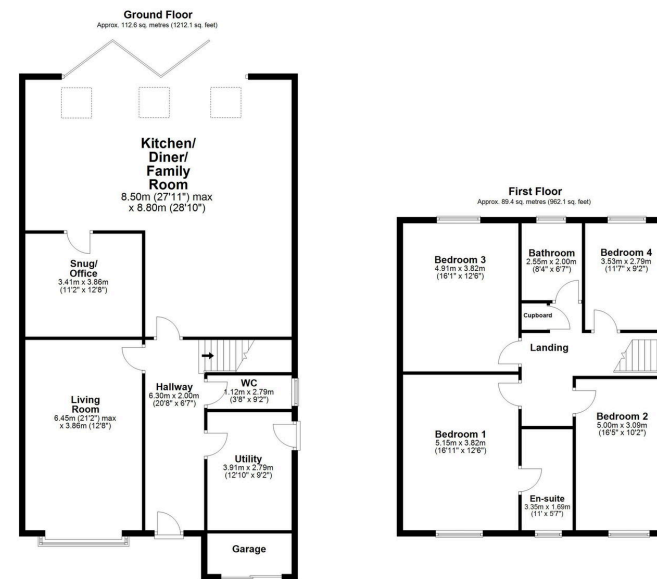 Ground Floor
Approx. 112.6 sq. metres (1212.1 sq. feet)
Kitchen/
Diner/
Family
Room
8.50m (27'11") max
x 8.80m (28'10")
Snug/
Office
3.41m x 3.86m
(11'2" x 12'8")
Living
Room
6.45m (21'2") max
x 3.86m (12'8")
Hallway
6.30m x 2.00m
(20'8" x 6'7")
WC
1.12m x 2.79m
(3'8" x 9'2")
Utility
3.91m x 2.79m
(12'10" x 9'2")
Garage
First Floor
Approx. 89.4 sq. metres (962.1 sq. feet)
Bedroom 3
4.91m x 3.82m
(16'1" x 12'6")
Bathroom
2.55m x 2.00m
(8'4" x 6'7")
Bedroom 4
3.53m x 2.79m
(11'7" x 9'2")
Cupboard
Landing
Bedroom 1
5.15m x 3.82m
(16'11" x 12'6")
Bedroom 2
5.00m x 3.09m
(16'5" x 10'2")
En-suite
3.35m x 1.69m
(11' x 5'7")